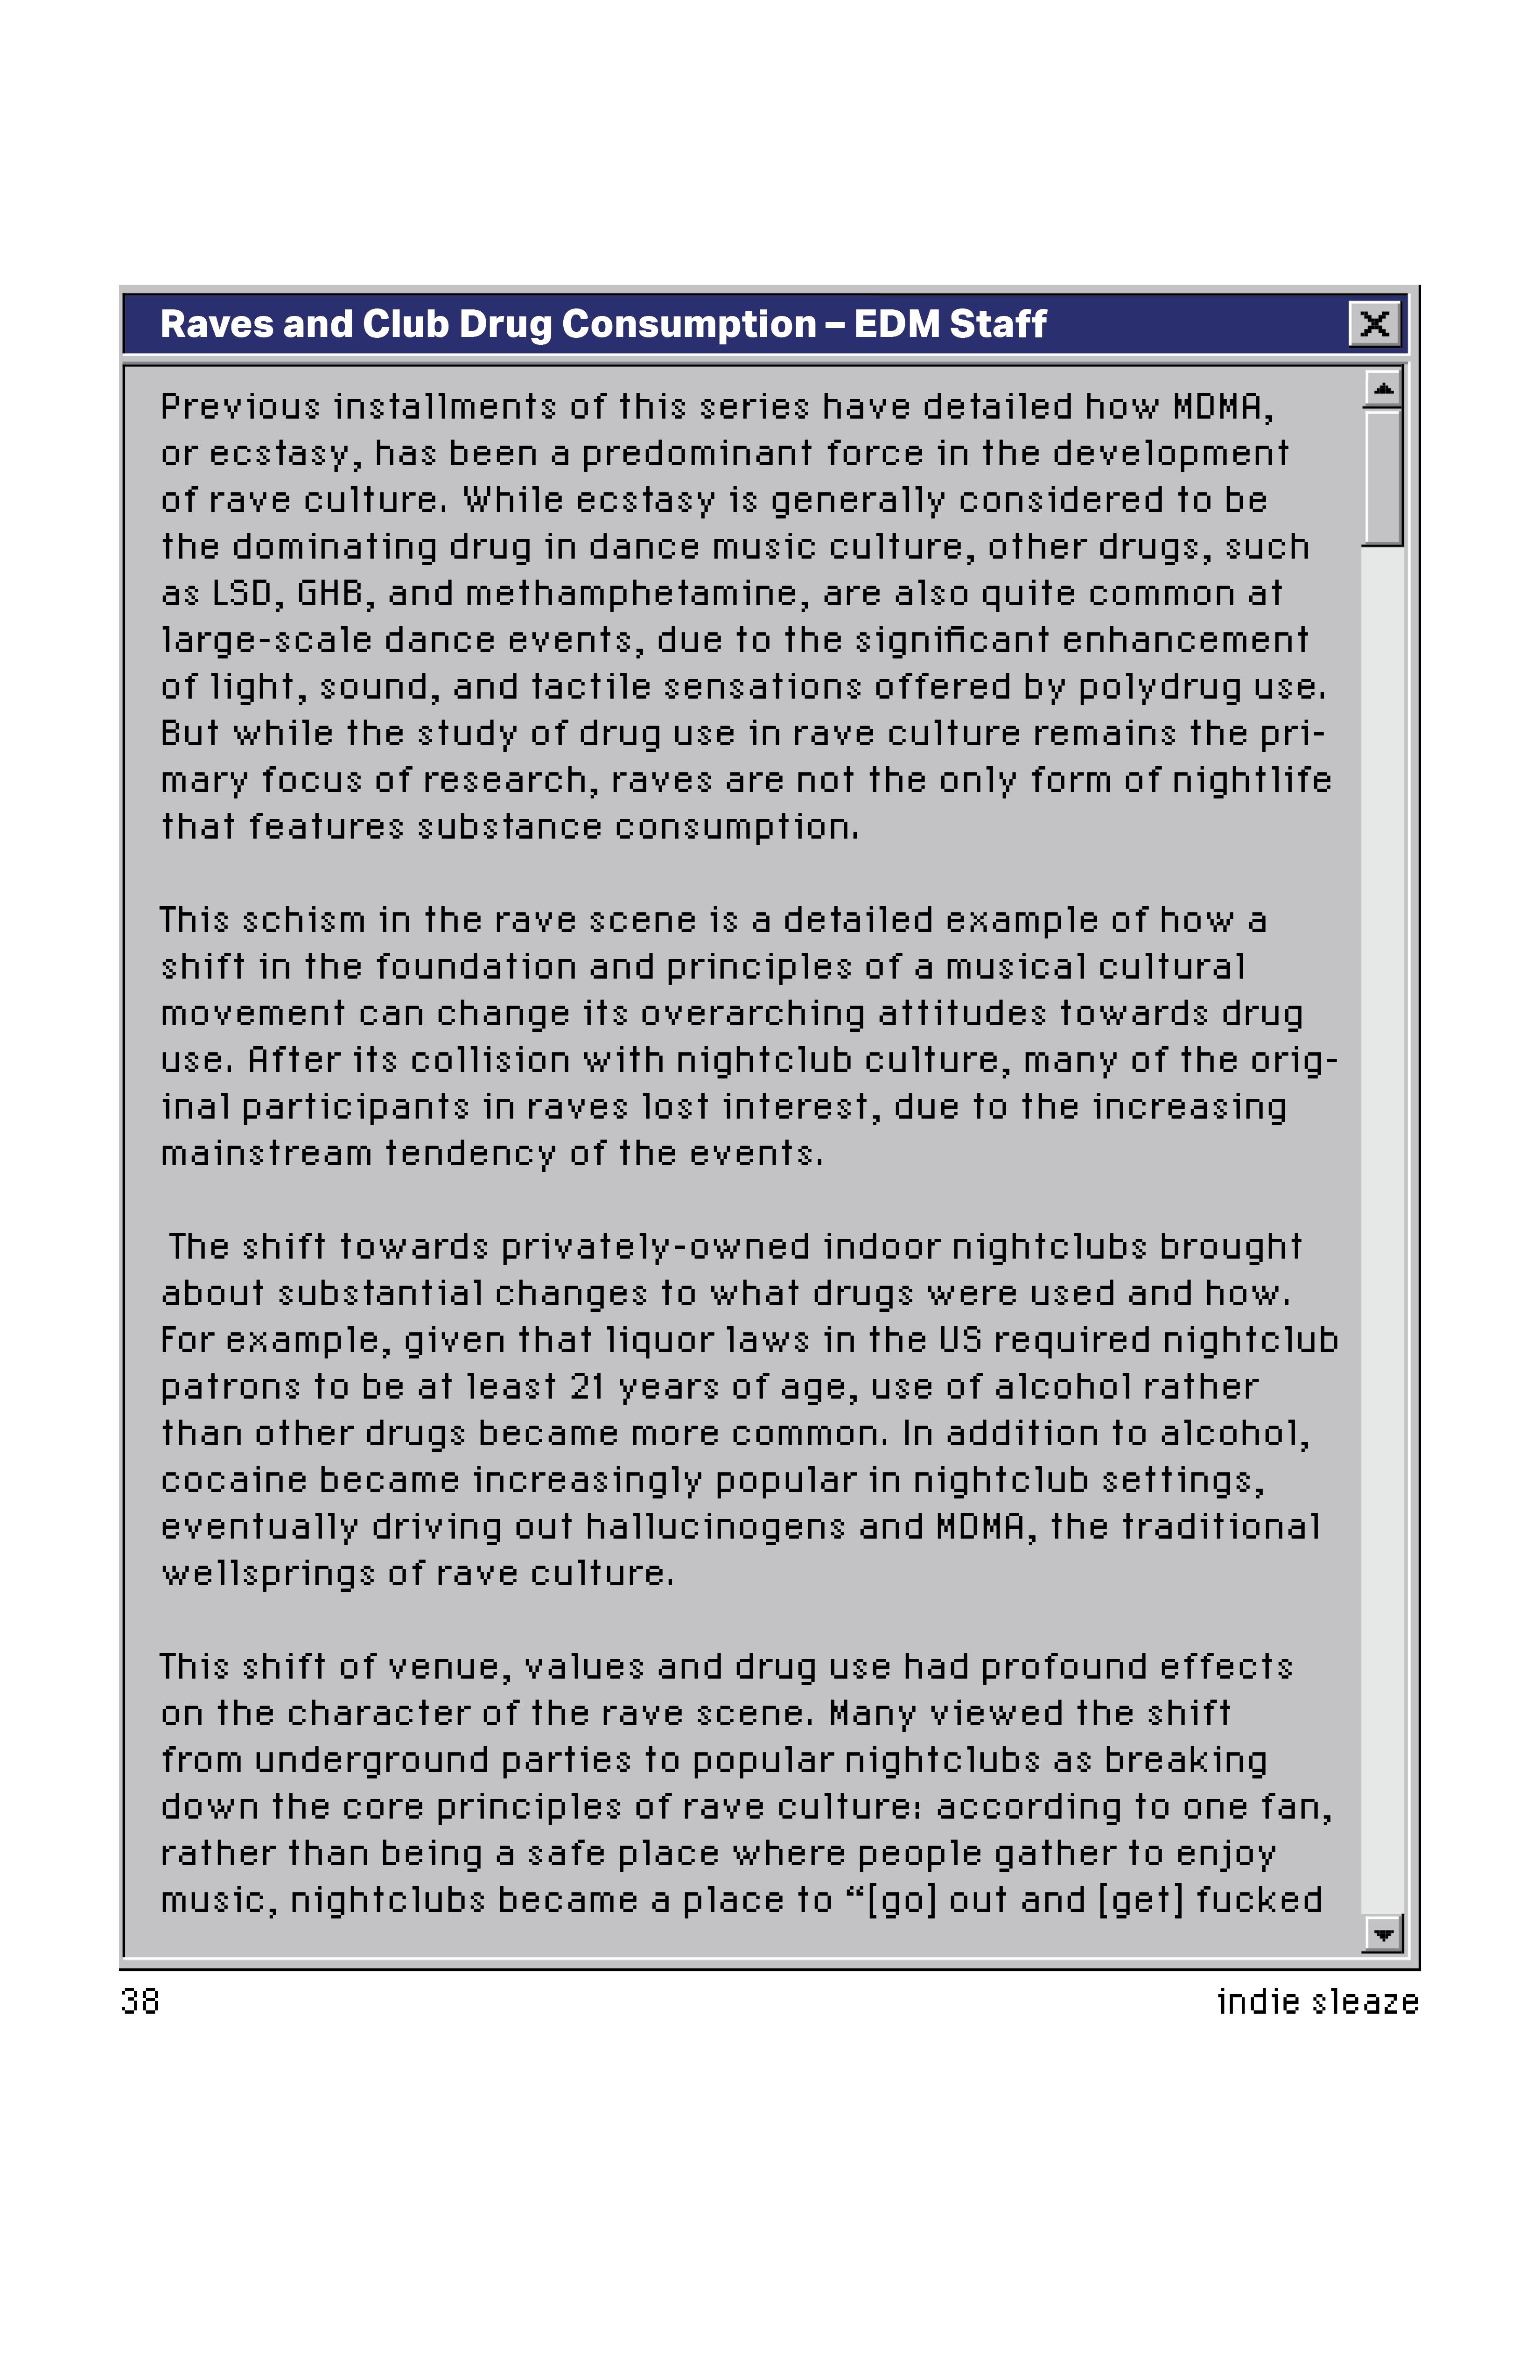 Raves and Club Drug Consumption – EDM Staff
Previous installments of this series have detailed how MDMA,
or ecstasy, has been a predominant force in the development
of rave culture. While ecstasy is generally considered to be
the dominating drug in dance music culture, other drugs, such
as LSD, GHB, and methamphetamine, are also quite common at
large-scale dance events, due to the significant enhancement
of light, sound, and tactile sensations offered by polydrug use.
But while the study of drug use in rave culture remains the pri-
mary focus of research, raves are not the only form of nightlife
that features substance consumption.
This schism in the rave scene is a detailed example of how a
shift in the foundation and principles of a musical cultural
movement can change its overarching attitudes towards drug
use. After its collision with nightclub culture, many of the orig-
inal participants in raves lost interest, due to the increasing
mainstream tendency of the events.
The shift towards privately-owned indoor nightclubs brought
about substantial changes to what drugs were used and how.
For example, given that liquor laws in the US required nightclub
patrons to be at least 21 years of age, use of alcohol rather
than other drugs became more common. In addition to alcohol,
cocaine became increasingly popular in nightclub settings,
eventually driving out hallucinogens and MDMA, the traditional
wellsprings of rave culture.
This shift of venue, values and drug use had profound effects
on the character of the rave scene. Many viewed the shift
from underground parties to popular nightclubs as breaking
down the core principles of rave culture: according to one fan,
rather than being a safe place where people gather to enjoy
music, nightclubs became a place to “[go] out and [get] fucked
38
indie sleaze